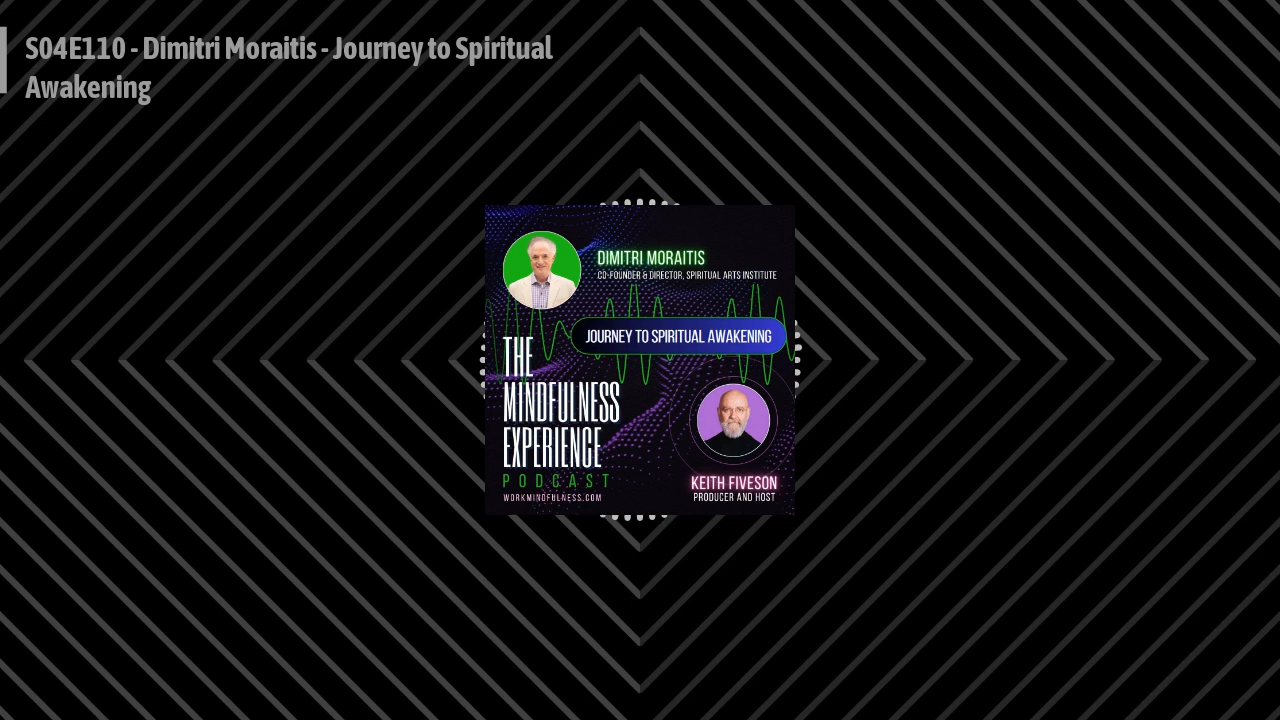 S04E110 - Dimitri Moraitis - Journey to Spiritual
Awakening
DIMITRI MORAITIS
CO-FOUNDER & DIRECTOR, SPIRITUAL ARTS INSTITUTE
JOURNEY TO SPIRITUAL AWAKENING
THE
MINDFULNESS
EXPERIENCE
PODCAST
WORKMINDFULNESS.COM
KEITH FIVESON
PRODUCER AND HOST